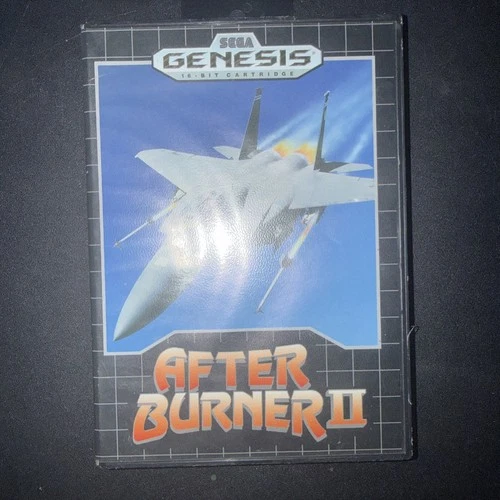 SEGA
GENESIS
16-BIT CARTRIDGE
AFTER
BURNER II